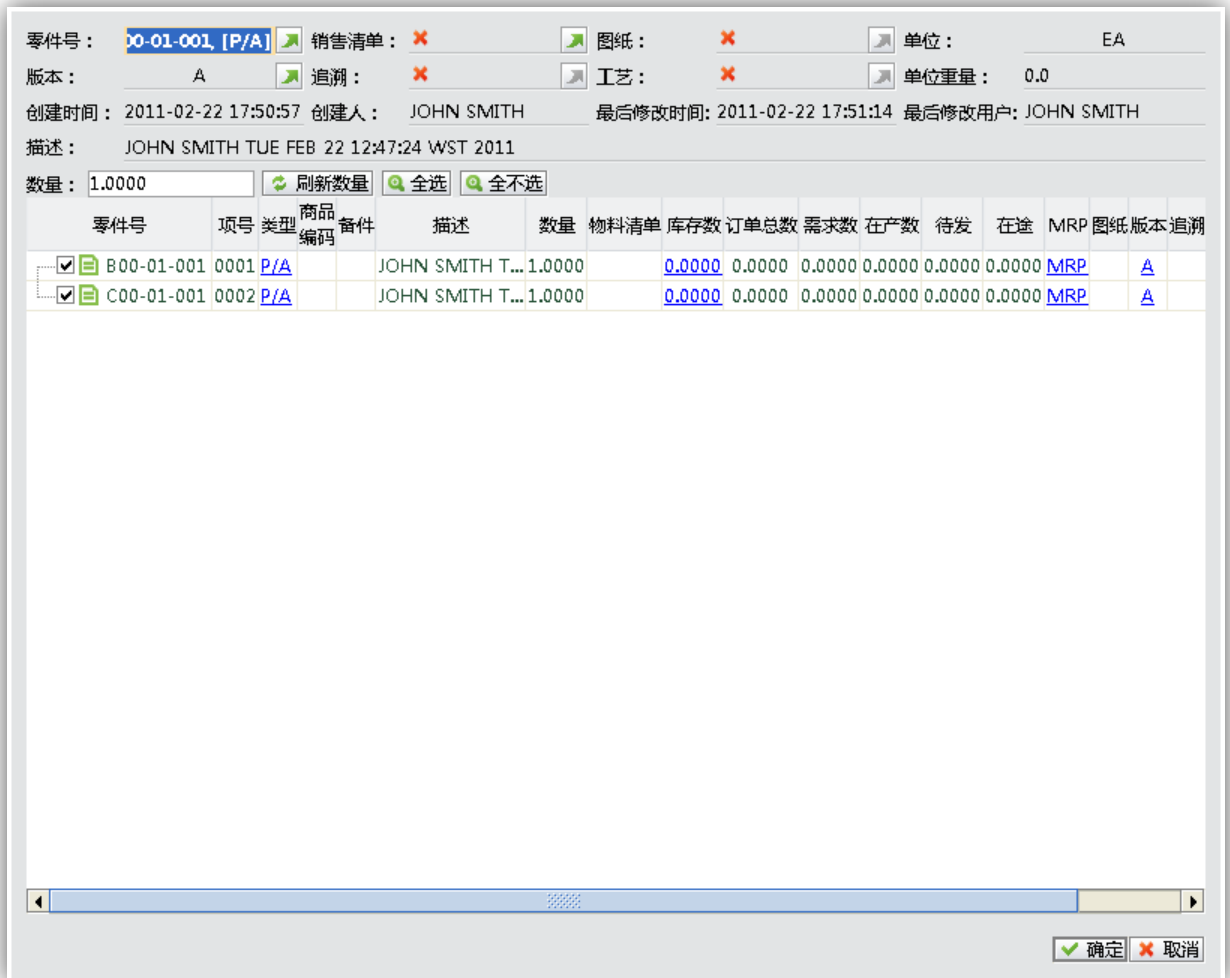 零件号： 00-01-001, [P/A] 销售清单： 图纸： 单位： EA
版本： A 追溯： 工艺： 单位重量： 0.0
创建时间： 2011-02-22 17:50:57 创建人： JOHN SMITH 最后修改时间: 2011-02-22 17:51:14 最后修改用户: JOHN SMITH
描述： JOHN SMITH TUE FEB 22 12:47:24 WST 2011
数量： 1.0000 刷新数量 全选 全不选
零件号 项号 类型 商品编码 备件 描述 数量 物料清单 库存数 订单总数 需求数 在产数 待发 在途 MRP 图纸 版本 追溯
B00-01-001 0001 P/A JOHN SMITH T... 1.0000 0.0000 0.0000 0.0000 0.0000 0.0000 0.0000 MRP A
C00-01-001 0002 P/A JOHN SMITH T... 1.0000 0.0000 0.0000 0.0000 0.0000 0.0000 0.0000 MRP A
确定 取消